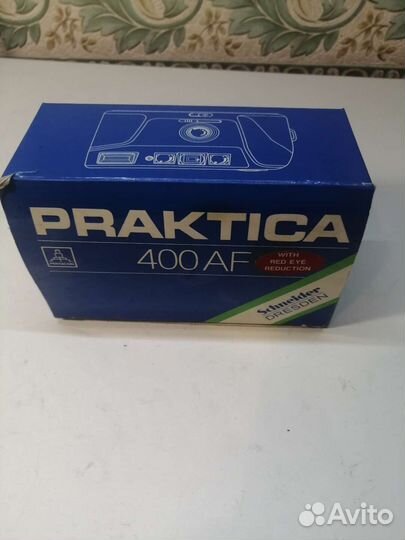 PRAKTICA
400 AF
WITH
RED-EYE
REDUCTION
Schneider
DRESDEN
Avito